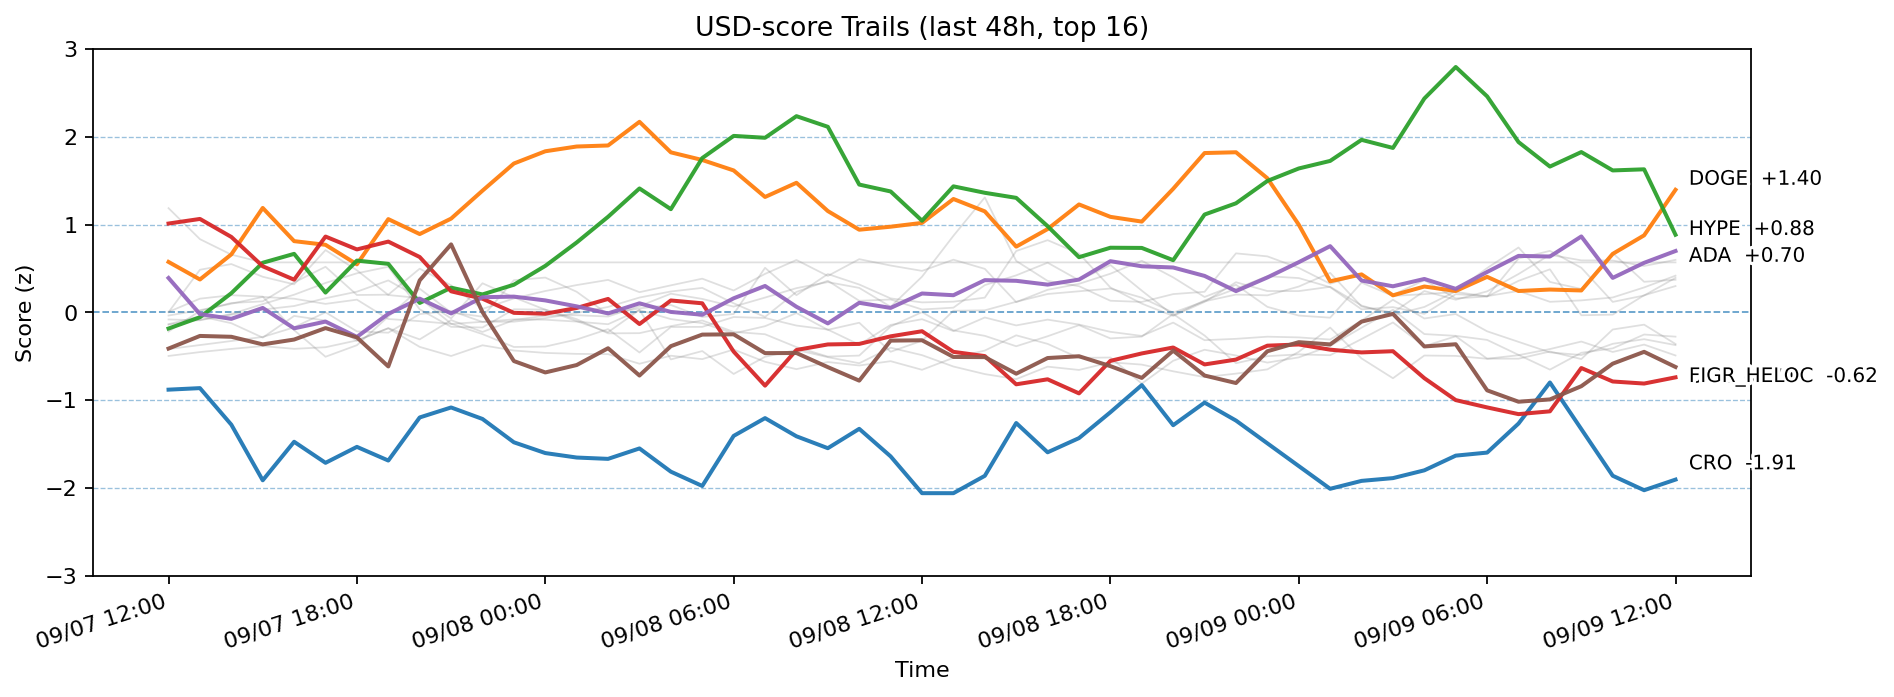 USD-score Trails (last 48h, top 16)
Score (z)
3
2
1
0
−1
−2
−3
DOGE +1.40
HYPE +0.88
ADA +0.70
FIGR_HELOC -0.62
CRO -1.91
09/07 12:00
09/07 18:00
09/08 00:00
09/08 06:00
09/08 12:00
09/08 18:00
09/09 00:00
09/09 06:00
09/09 12:00
Time